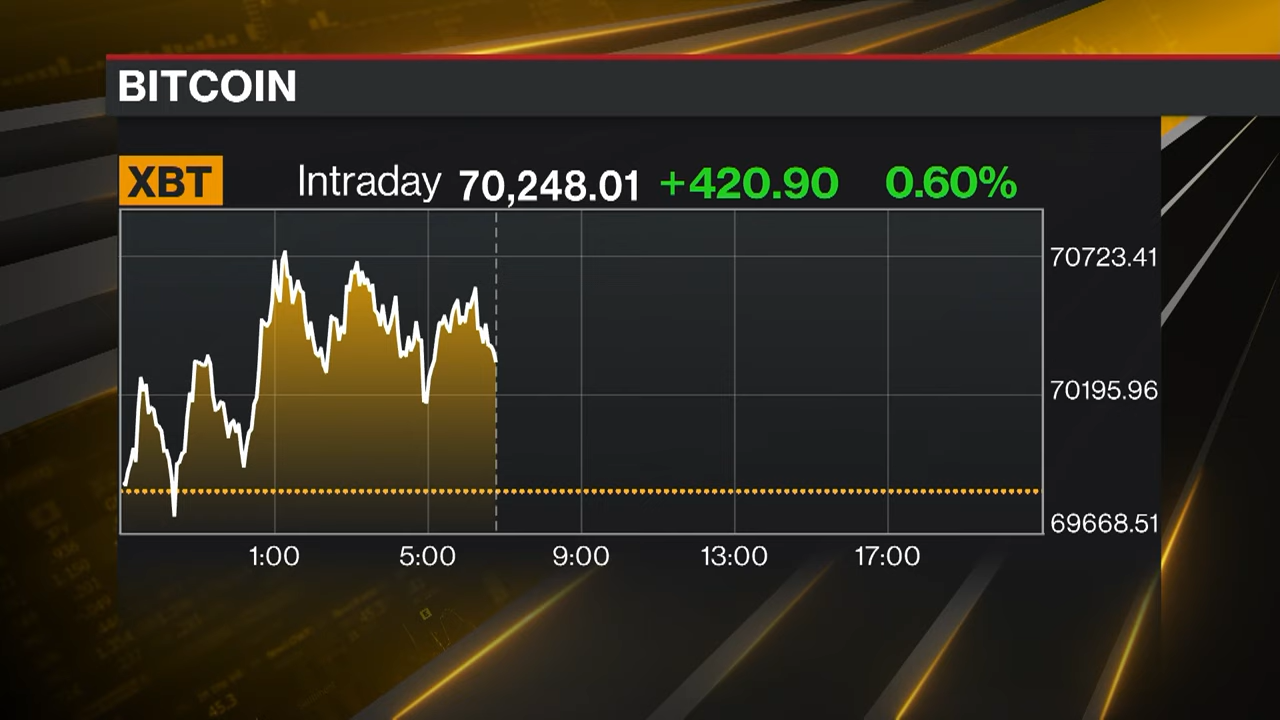 BITCOIN
XBT Intraday 70,248.01 +420.90 0.60%
70723.41
70195.96
69668.51
1:00 5:00 9:00 13:00 17:00